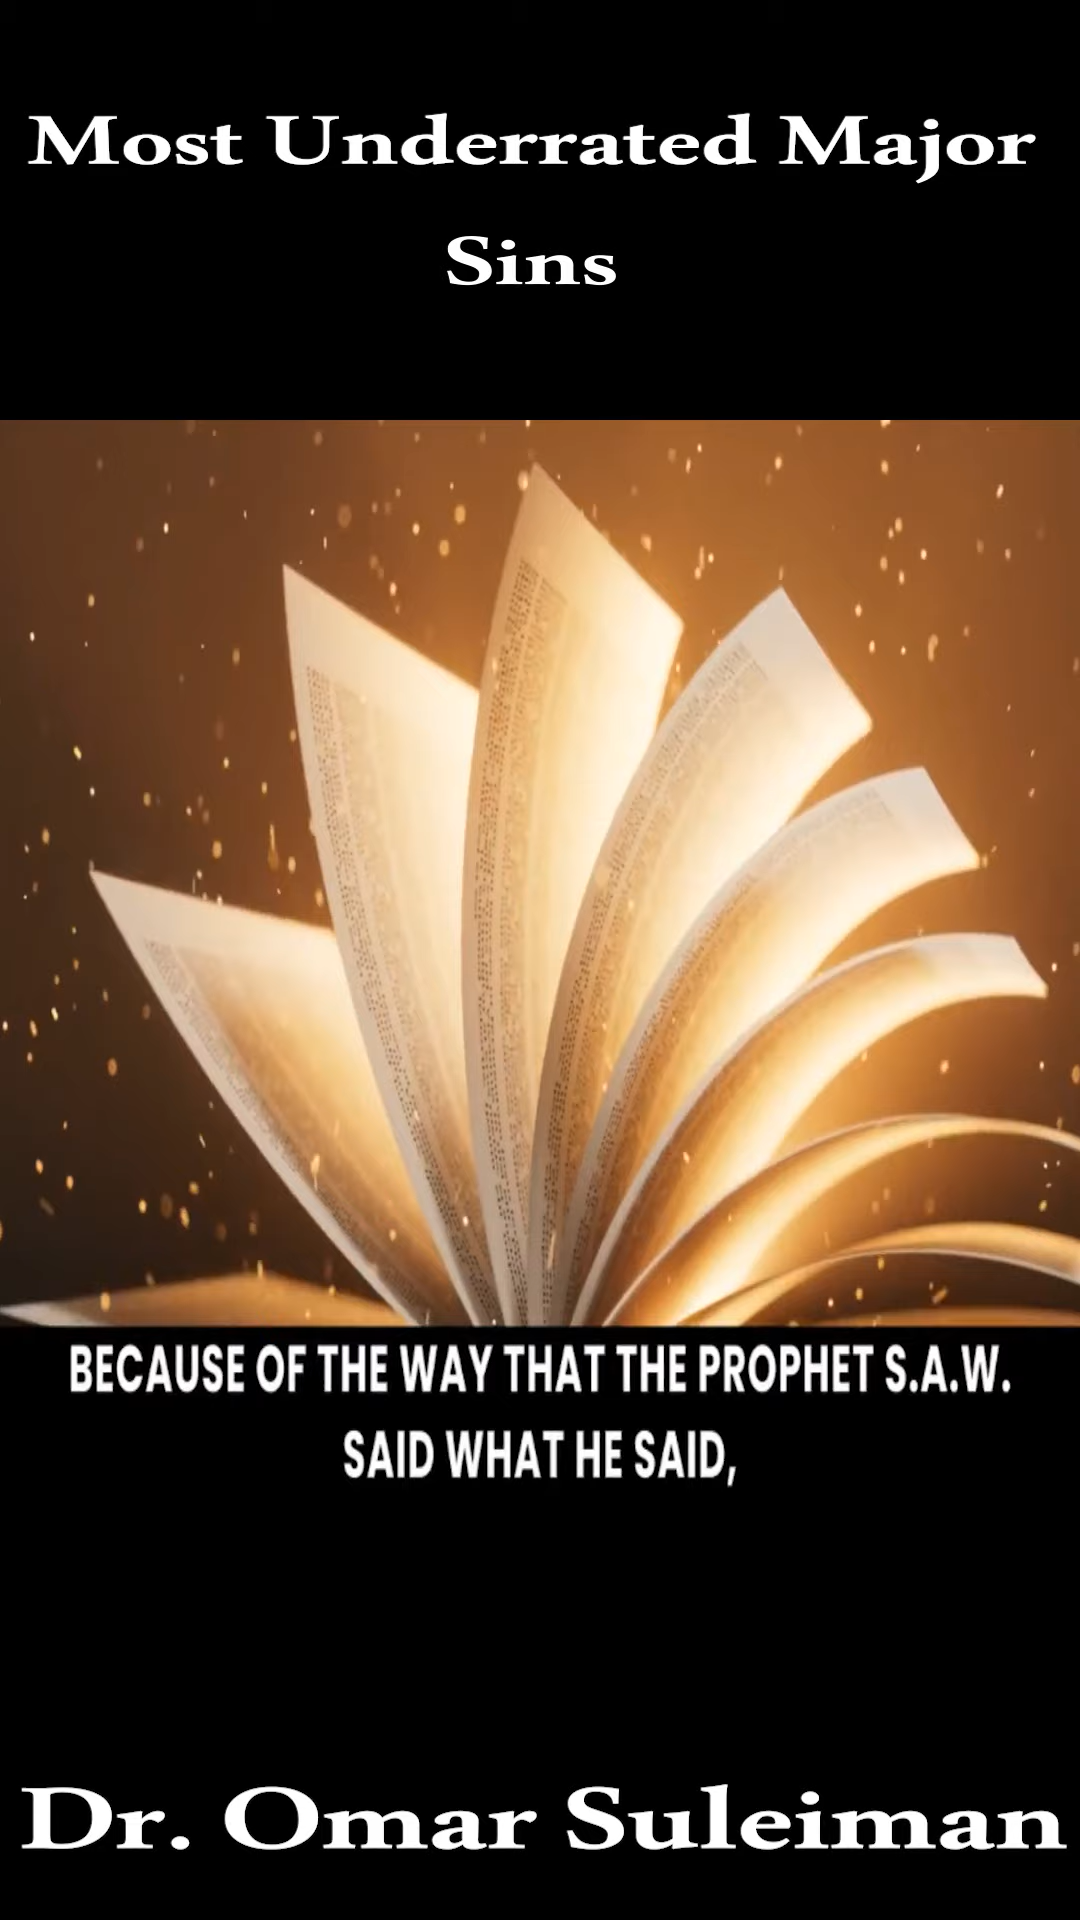 Most Underrated Major
Sins
BECAUSE OF THE WAY THAT THE PROPHET S.A.W.
SAID WHAT HE SAID,
Dr. Omar Suleiman